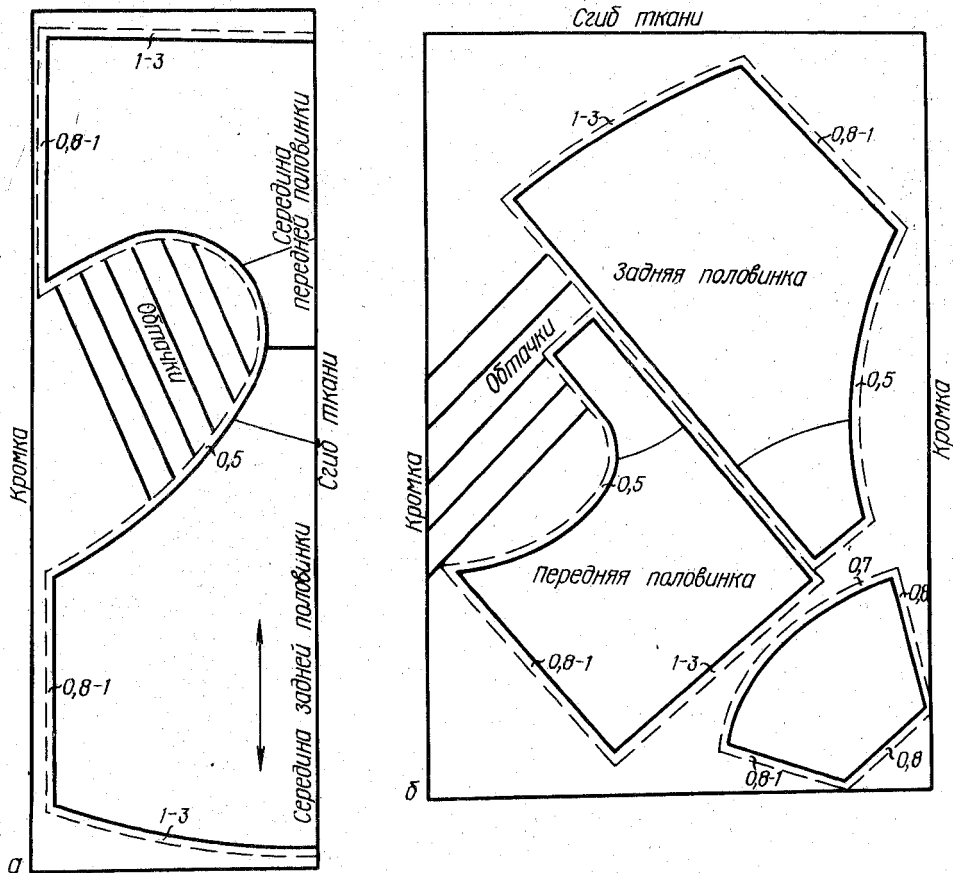 1-3
0,8-1
Середина
передней половинки
Обтачки
Сгиб ткани
Кромка
0,5
Середина задней половинки
0,8-1
1-3
а
Сгиб ткани
1-3
0,8-1
Задняя половинка
Обтачки
0,5
Кромка
Кромка
0,5
Передняя половинка
0,7
0,8
0,8-1
1-3
0,8
0,8-1
б